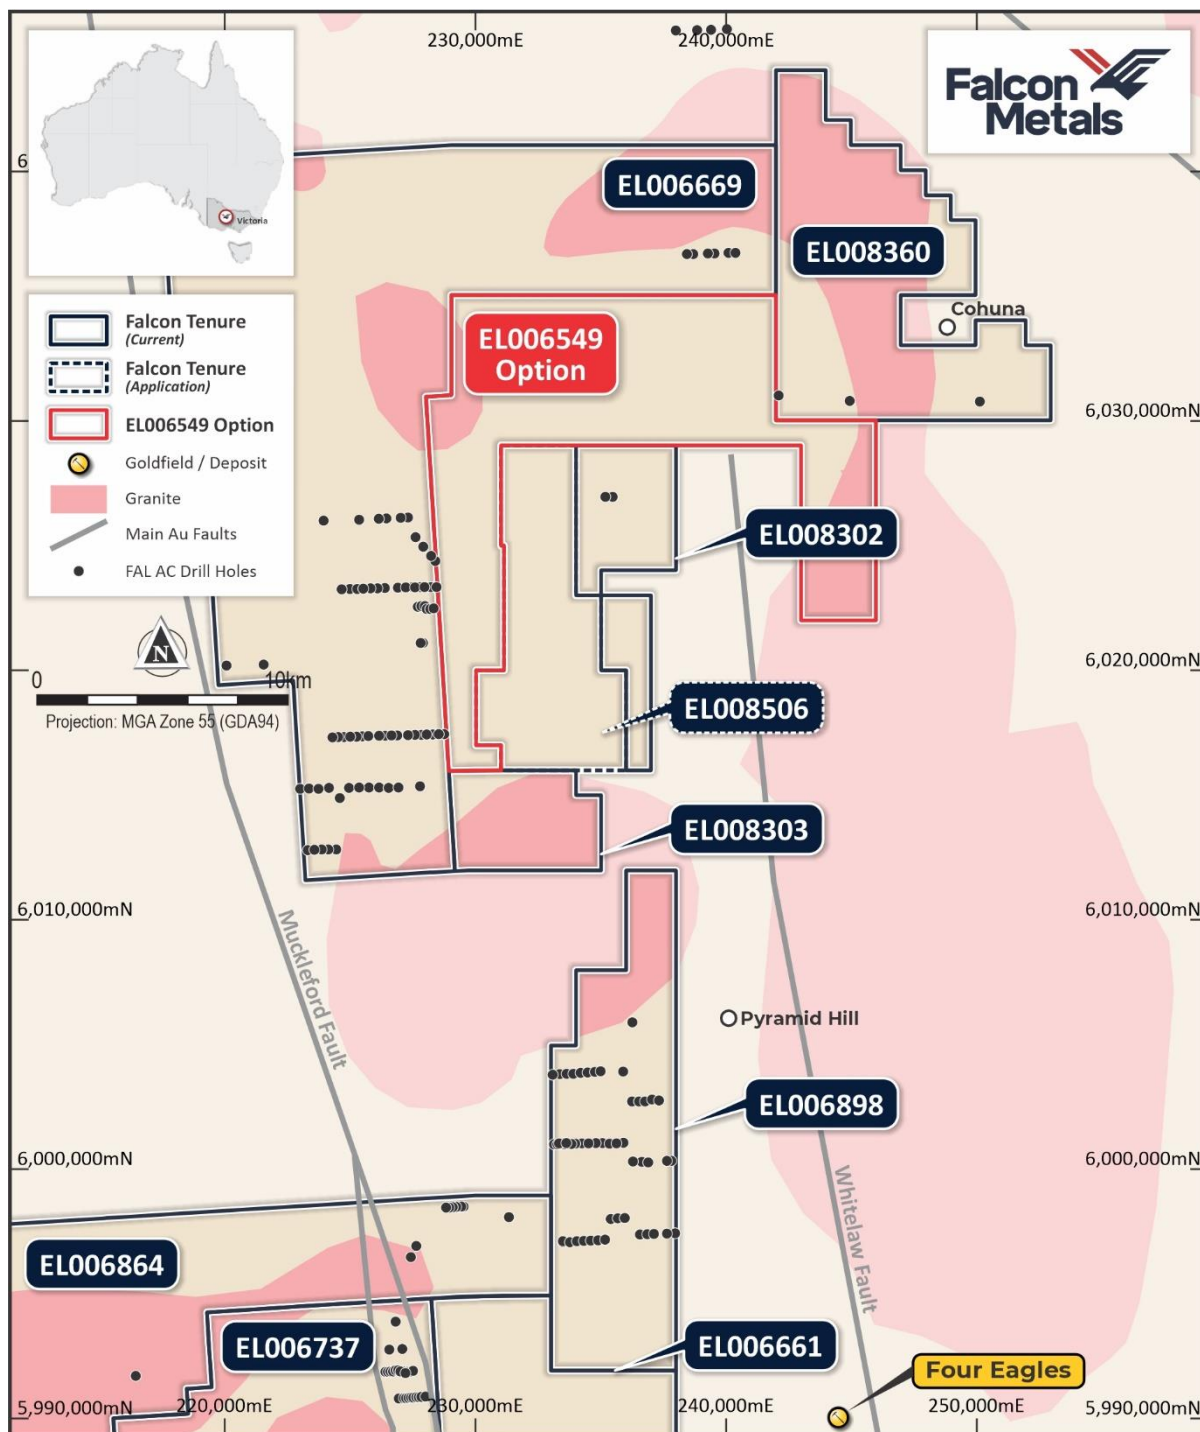 230,000mE
240,000mE
Falcon
Metals
Victoria
6
EL006669
EL008360
Cohuna
Falcon Tenure
(Current)
Falcon Tenure
(Application)
EL006549 Option
Goldfield / Deposit
Granite
Main Au Faults
FAL AC Drill Holes
EL006549
Option
6,030,000mN
EL008302
N
0
10km
Projection: MGA Zone 55 (GDA94)
6,020,000mN
EL008506
EL008303
6,010,000mN
6,010,000mN
Muckleford Fault
Pyramid Hill
EL006898
6,000,000mN
6,000,000mN
Whitelaw Fault
EL006864
EL006737
EL006661
Four Eagles
5,990,000mN
220,000mE
230,000mE
240,000mE
250,000mE
5,990,000mN